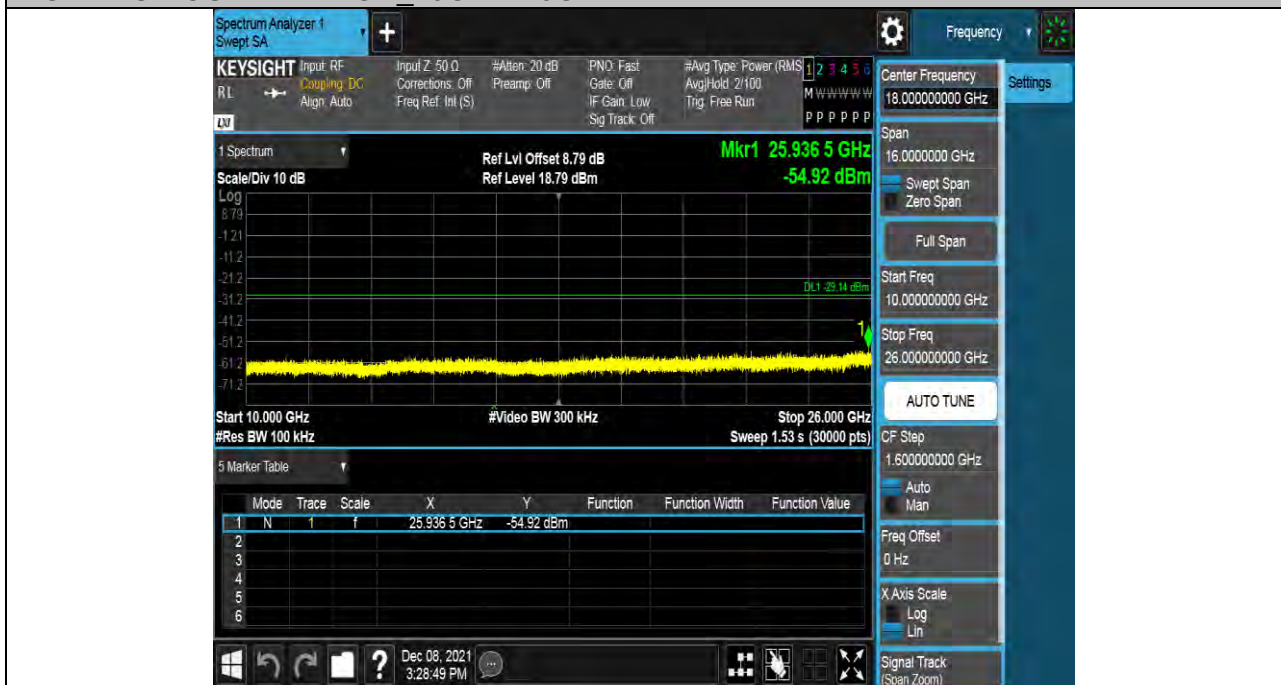 Spectrum Analyzer 1
Swept SA
+
Frequency
KEYSIGHT
RL
LXI
Input: RF
Coupling: DC
Align: Auto
Input Z: 50 Ω
Corrections: Off
Freq Ref: Int (S)
#Atten: 20 dB
Preamp: Off
PNO: Fast
Gate: Off
IF Gain: Low
Sig Track: Off
#Avg Type: Power (RMS
Avg|Hold: 2/100
Trig: Free Run
1 2 3 4 5 6
M W W W W W
P P P P P P
1 Spectrum
Scale/Div 10 dB
Ref Lvl Offset 8.79 dB
Ref Level 18.79 dBm
Mkr1 25.936 5 GHz
-54.92 dBm
Log
8.79
-1.21
-11.2
-21.2
DL1 -29.14 dBm
-31.2
-41.2
1
-51.2
-61.2
-71.2
Start 10.000 GHz
#Video BW 300 kHz
Stop 26.000 GHz
#Res BW 100 kHz
Sweep 1.53 s (30000 pts)
5 Marker Table
Mode Trace Scale X Y Function Function Width Function Value
1 N 1 f 25.936 5 GHz -54.92 dBm
2
3
4
5
6
Dec 08, 2021
3:28:49 PM
?
Center Frequency
18.000000000 GHz
Settings
Span
16.0000000 GHz
Swept Span
Zero Span
Full Span
Start Freq
10.000000000 GHz
Stop Freq
26.000000000 GHz
AUTO TUNE
CF Step
1.600000000 GHz
Auto
Man
Freq Offset
0 Hz
X Axis Scale
Log
Lin
Signal Track
(Span Zoom)